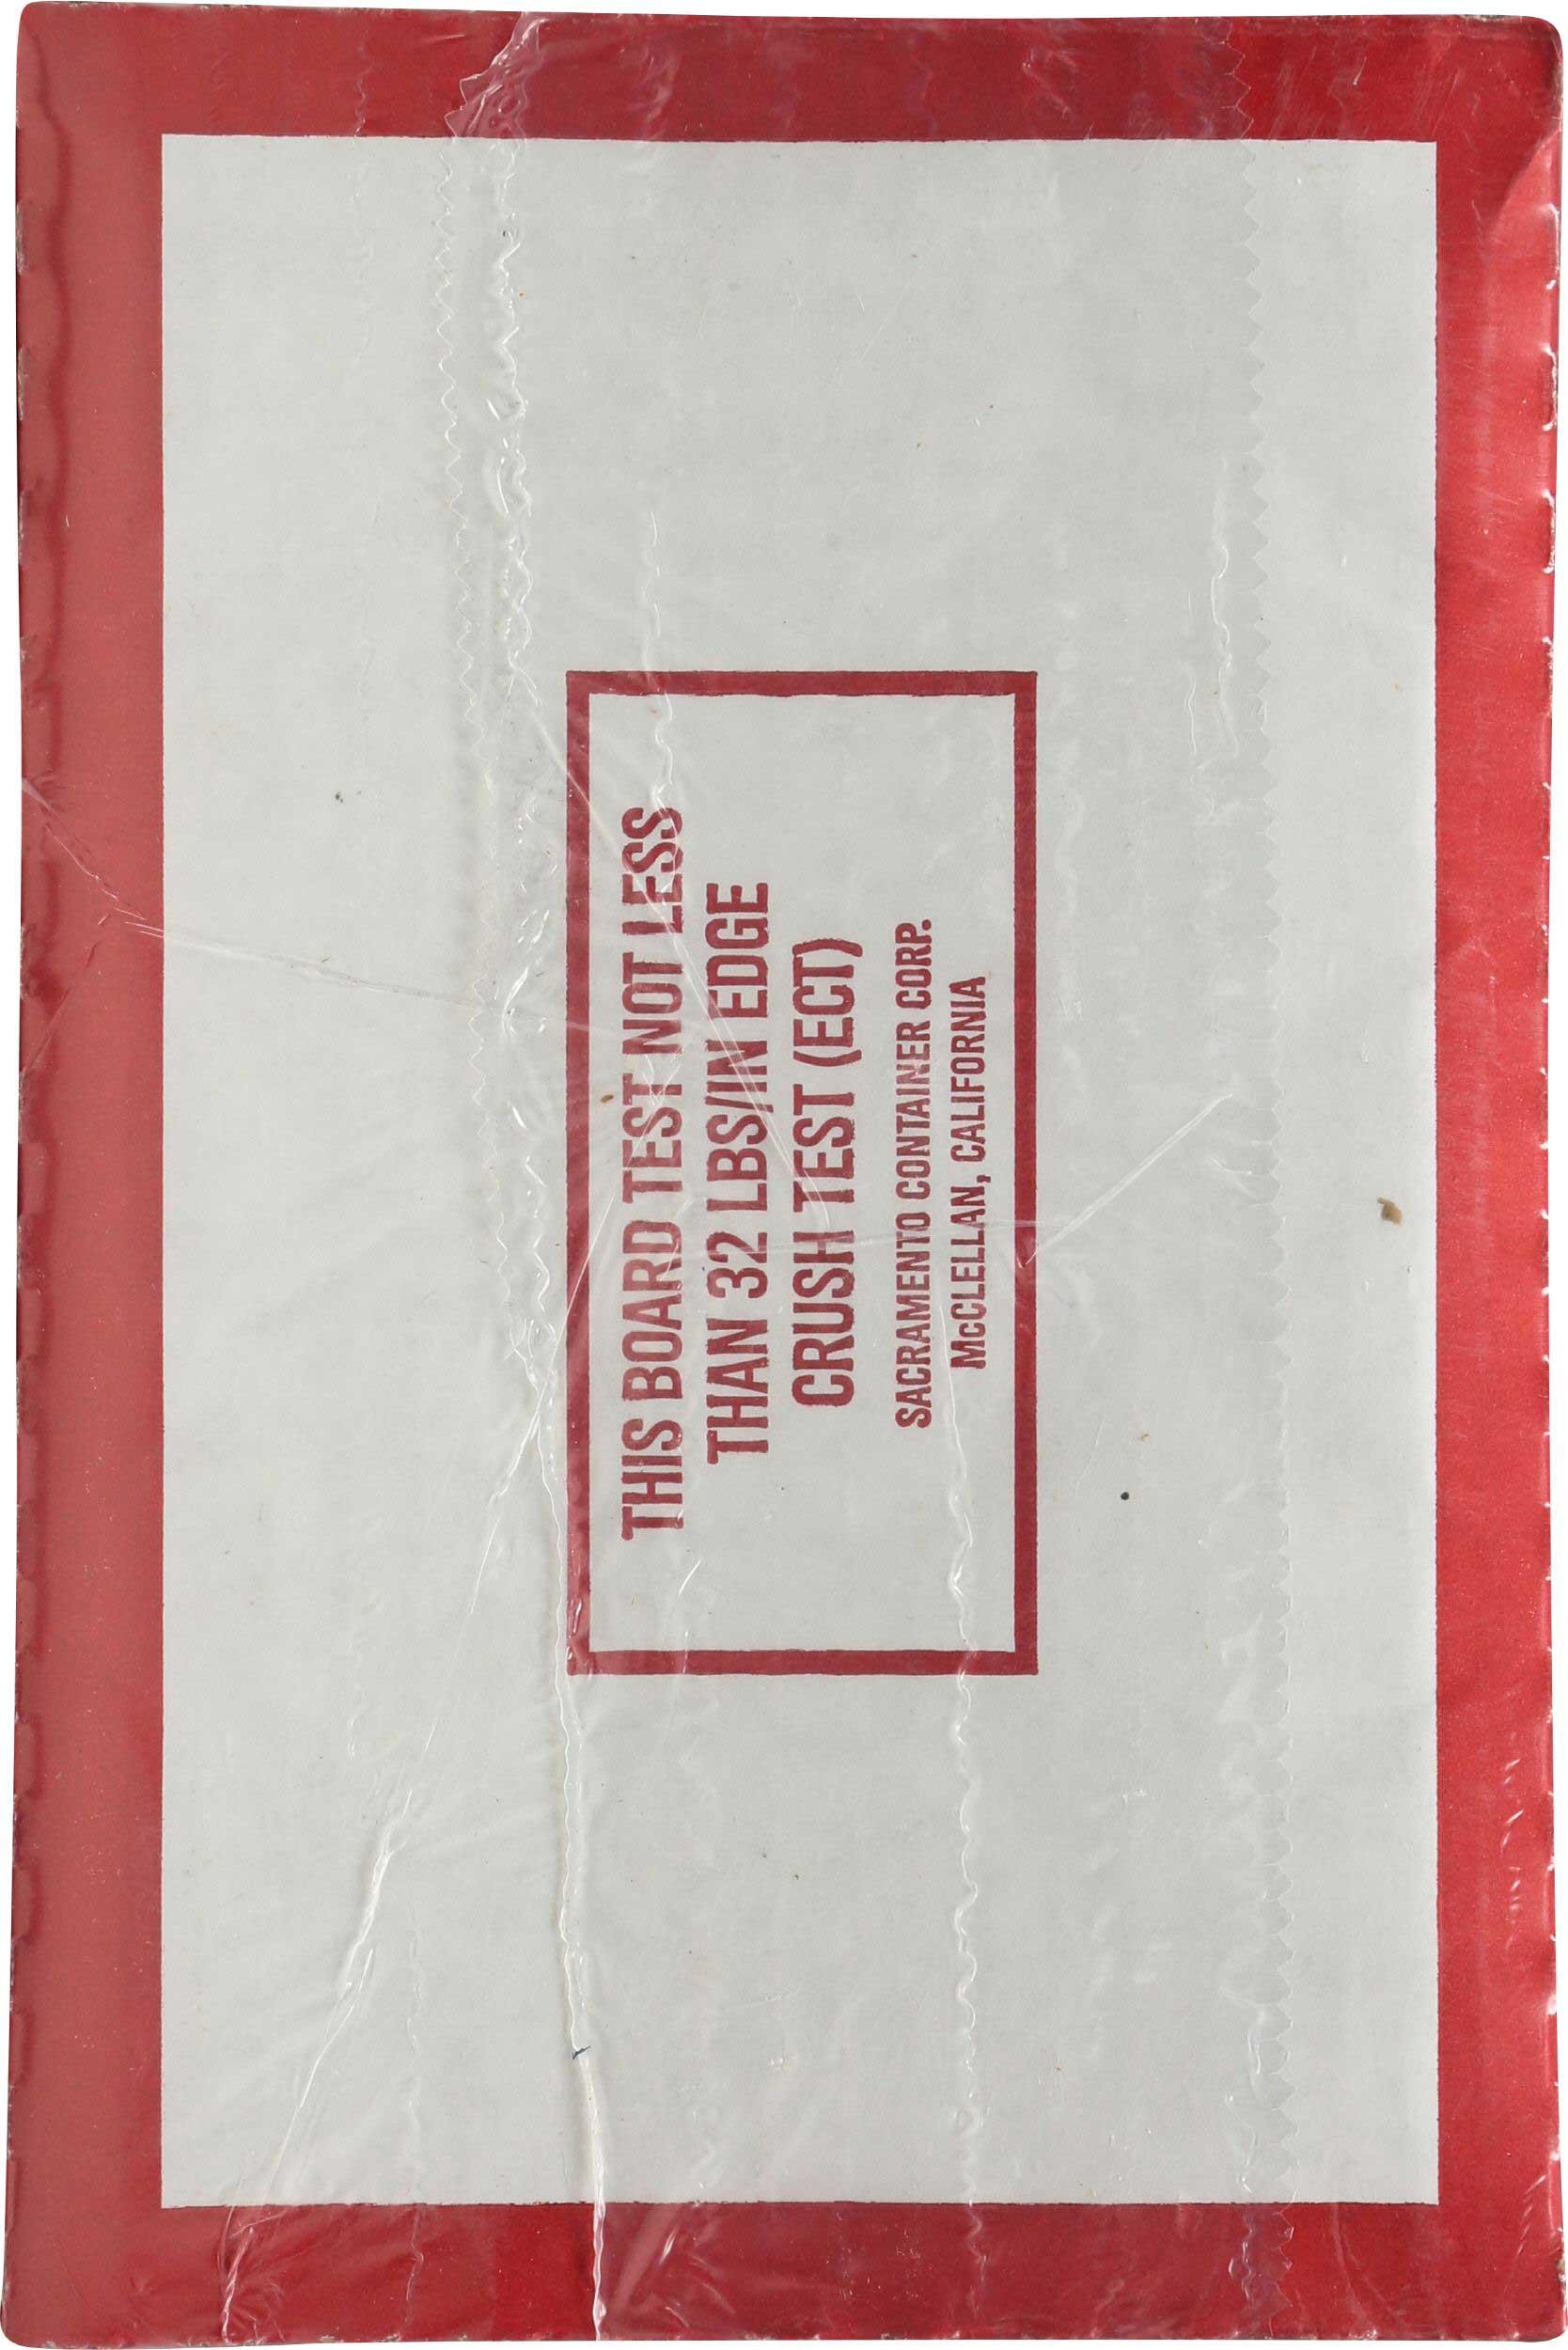 THIS BOARD TEST NOT LESS
THAN 32 LBS/IN EDGE
CRUSH TEST (ECT)
SACRAMENTO CONTAINER CORP.
McCLELLAN, CALIFORNIA